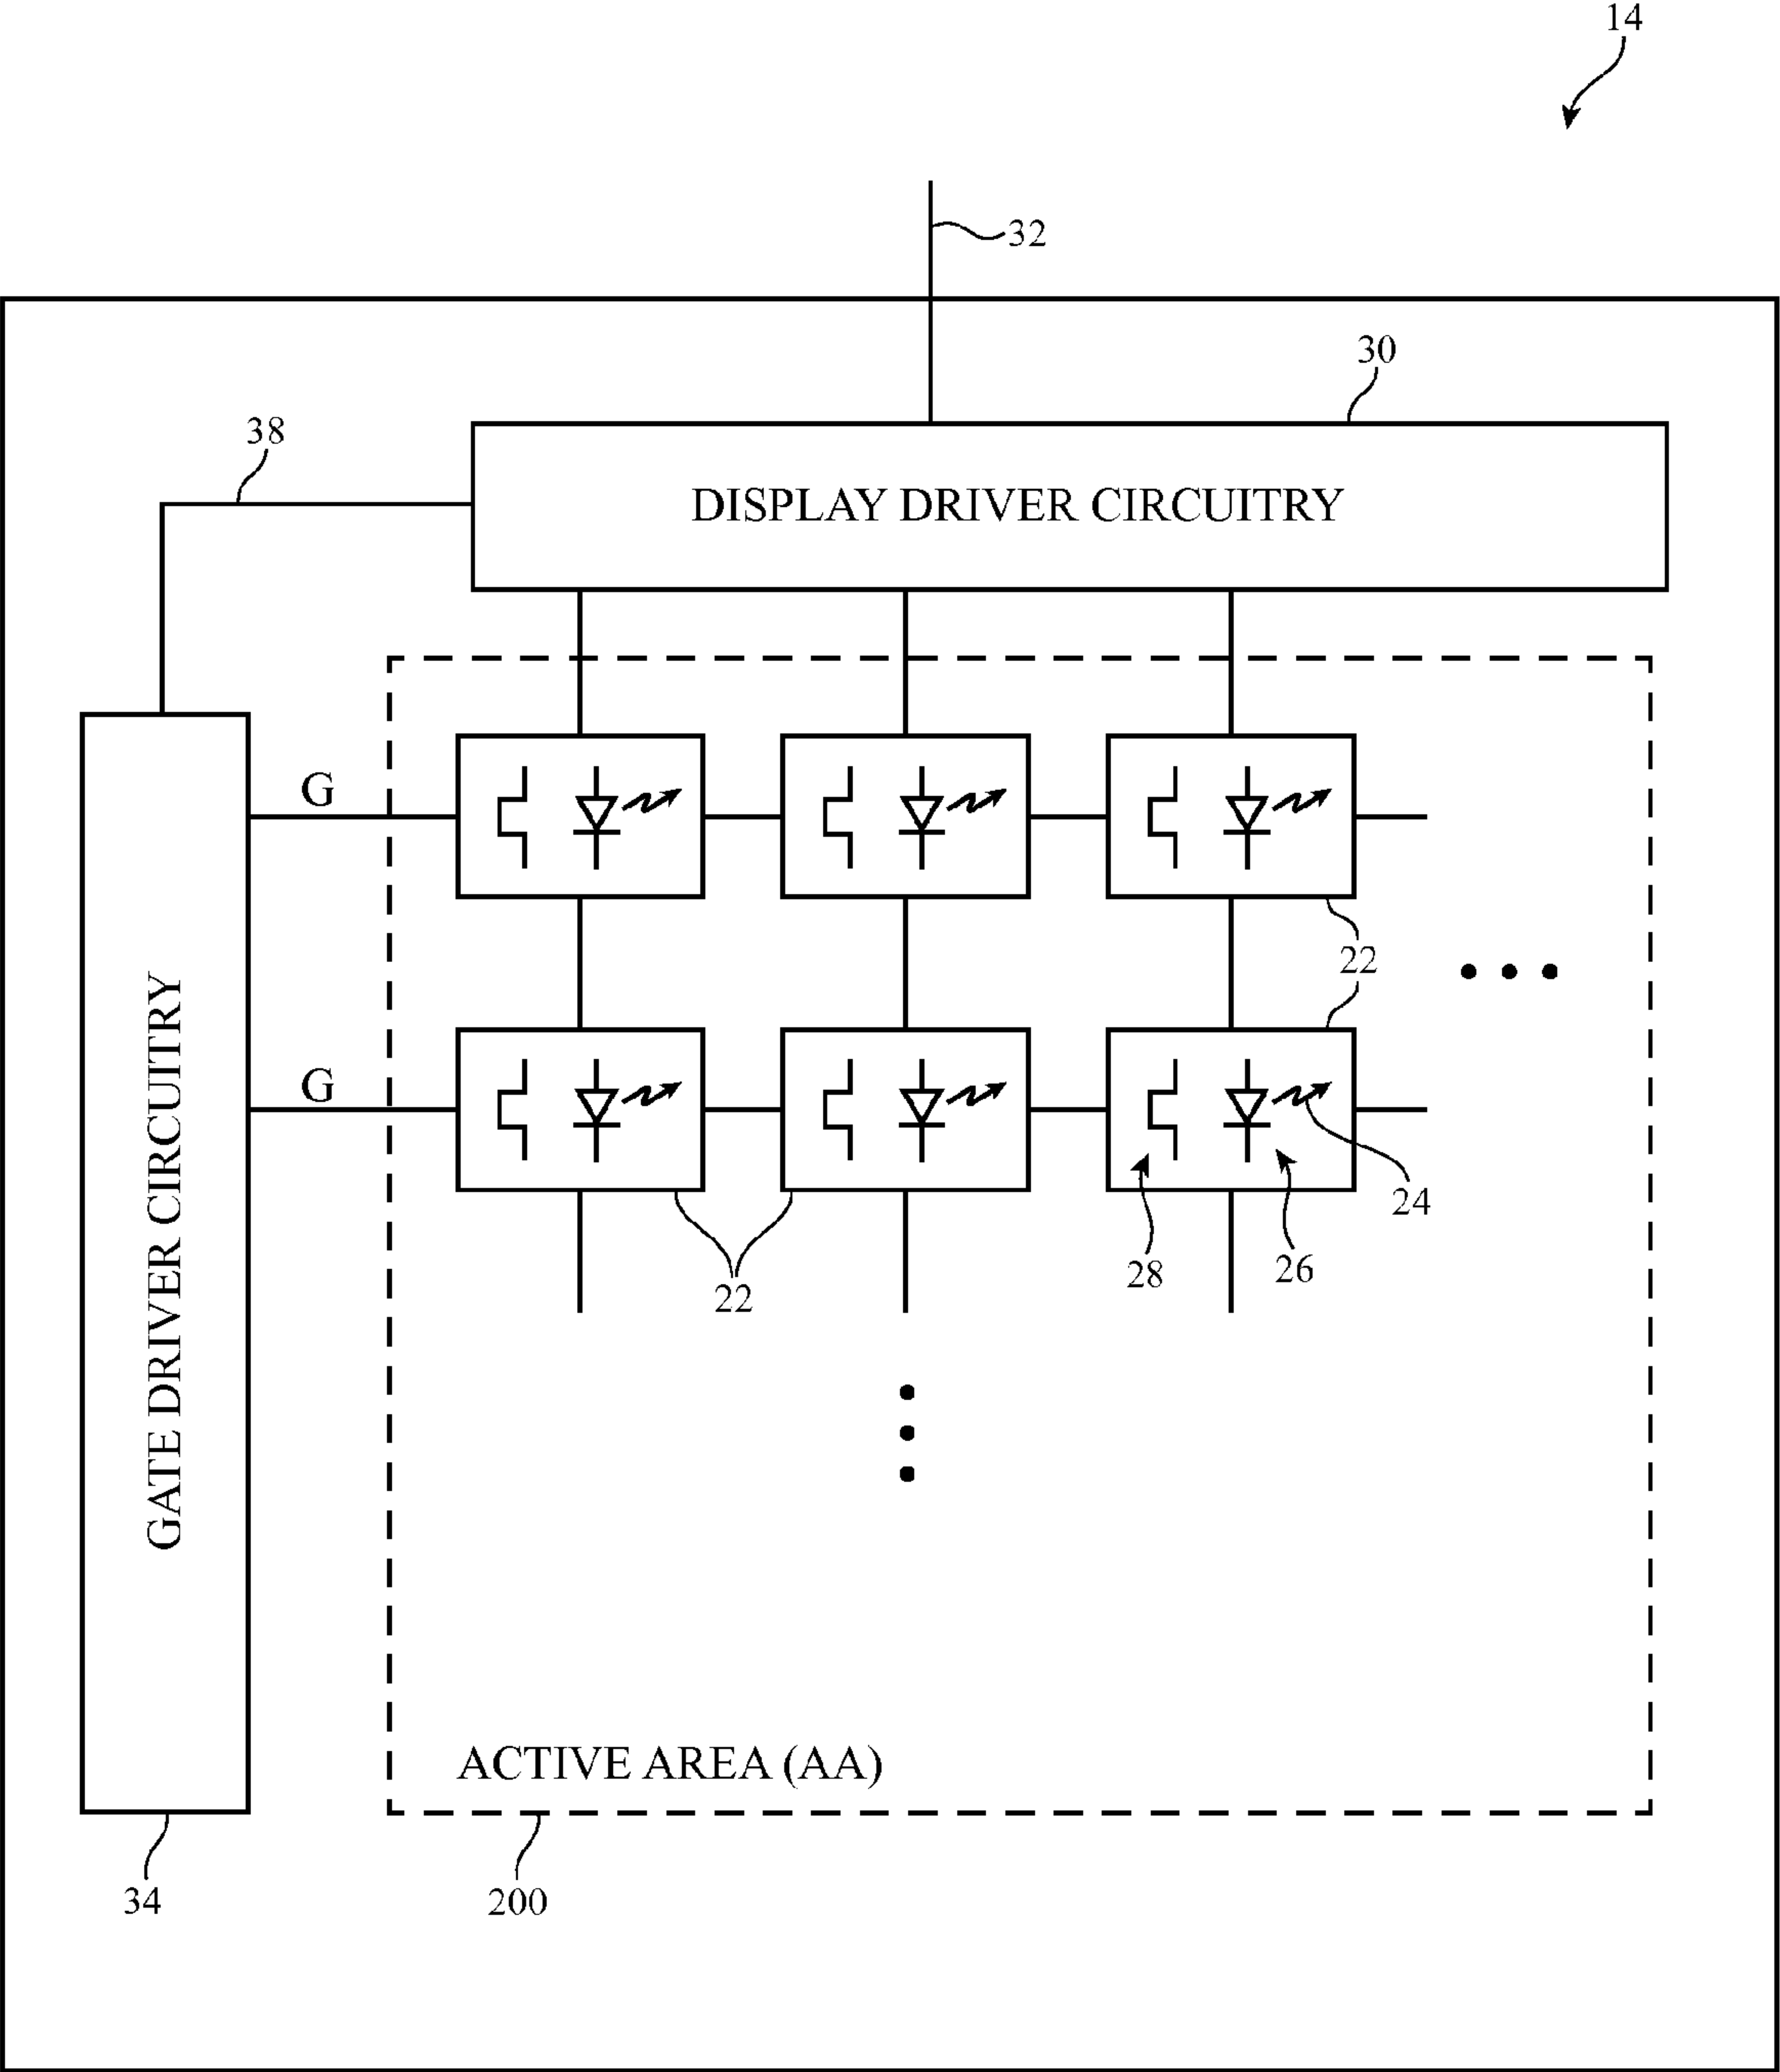 14
32
30
38
DISPLAY DRIVER CIRCUITRY
G
22
G
24
28
26
22
GATE DRIVER CIRCUITRY
ACTIVE AREA (AA)
34
200